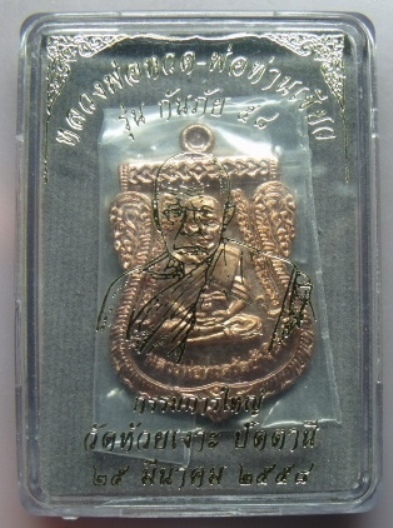 หลวงพ่อทวด-พ่อท่านเขียว
รุ่น กันภัย ๕๘
กรรมการใหญ่
วัดห้วยเงาะ ปัตตานี
๒๕ มีนาคม ๒๕๕๘